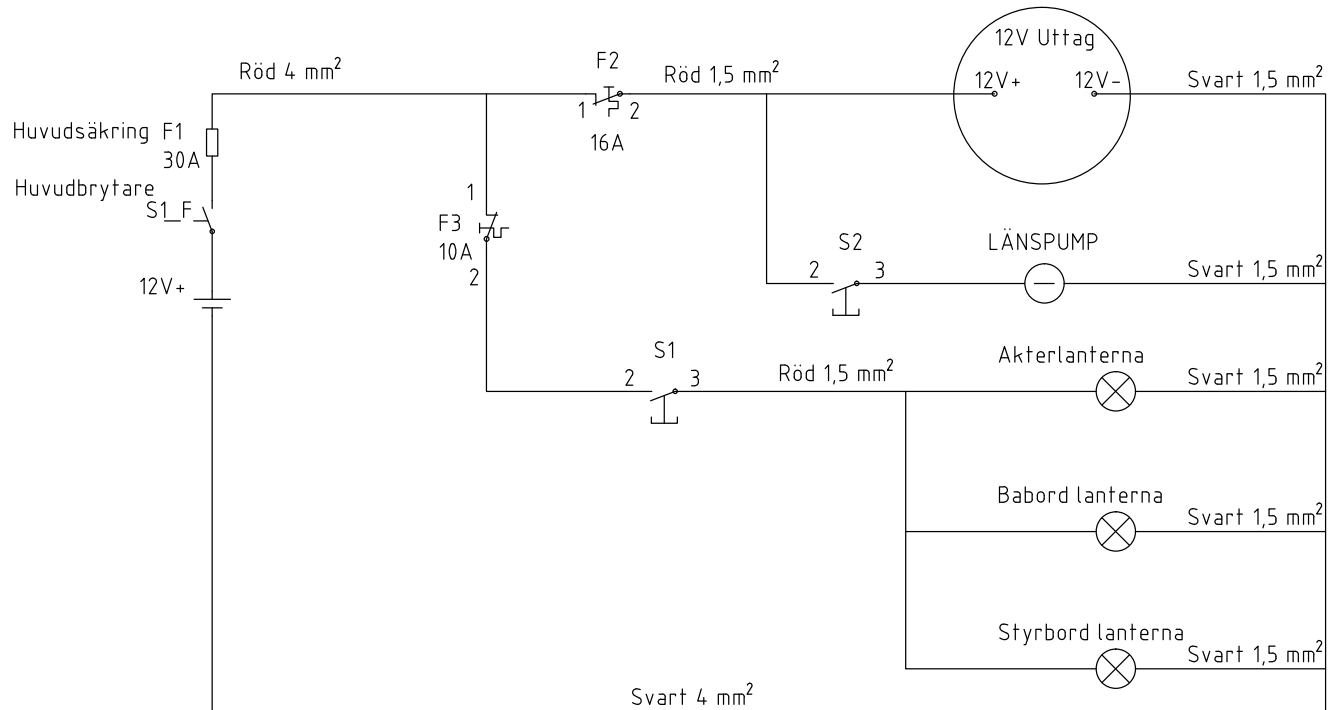 12V Uttag
12V+ 12V-
Röd 4 mm²
F2
1 2
16A
Röd 1,5 mm²
Svart 1,5 mm²
Huvudsäkring F1
30A
Huvudbrytare
S1 F
12V+
1
F3
10A
2
S2
2 3
LÄNSPUMP
Svart 1,5 mm²
S1
2 3
Röd 1,5 mm²
Akterlanterna
Svart 1,5 mm²
Babord lanterna
Svart 1,5 mm²
Styrbord lanterna
Svart 1,5 mm²
Svart 4 mm²